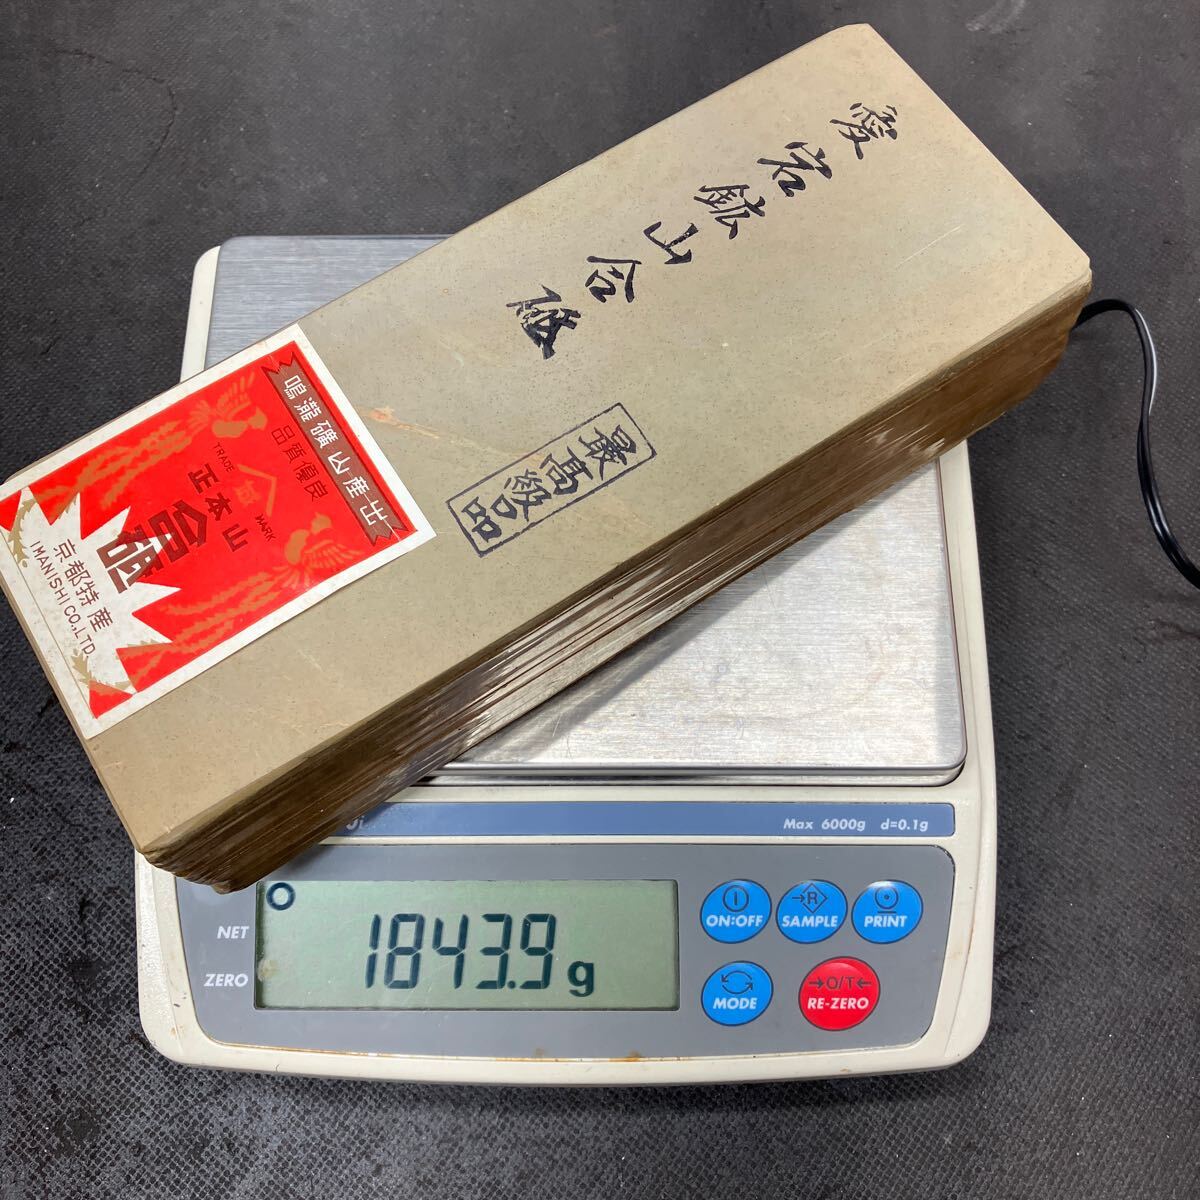 愛宕鉱山合砥
最高級品
鳴瀧礦山産出
品質優良
TRADE MARK
正本山
合砥
京都特産
IMANISHI CO.,LTD.
Max 6000g d=0.1g
NET
ZERO
1843.9 g
ON:OFF
→R
SAMPLE
PRINT
MODE
→O/T←
RE-ZERO